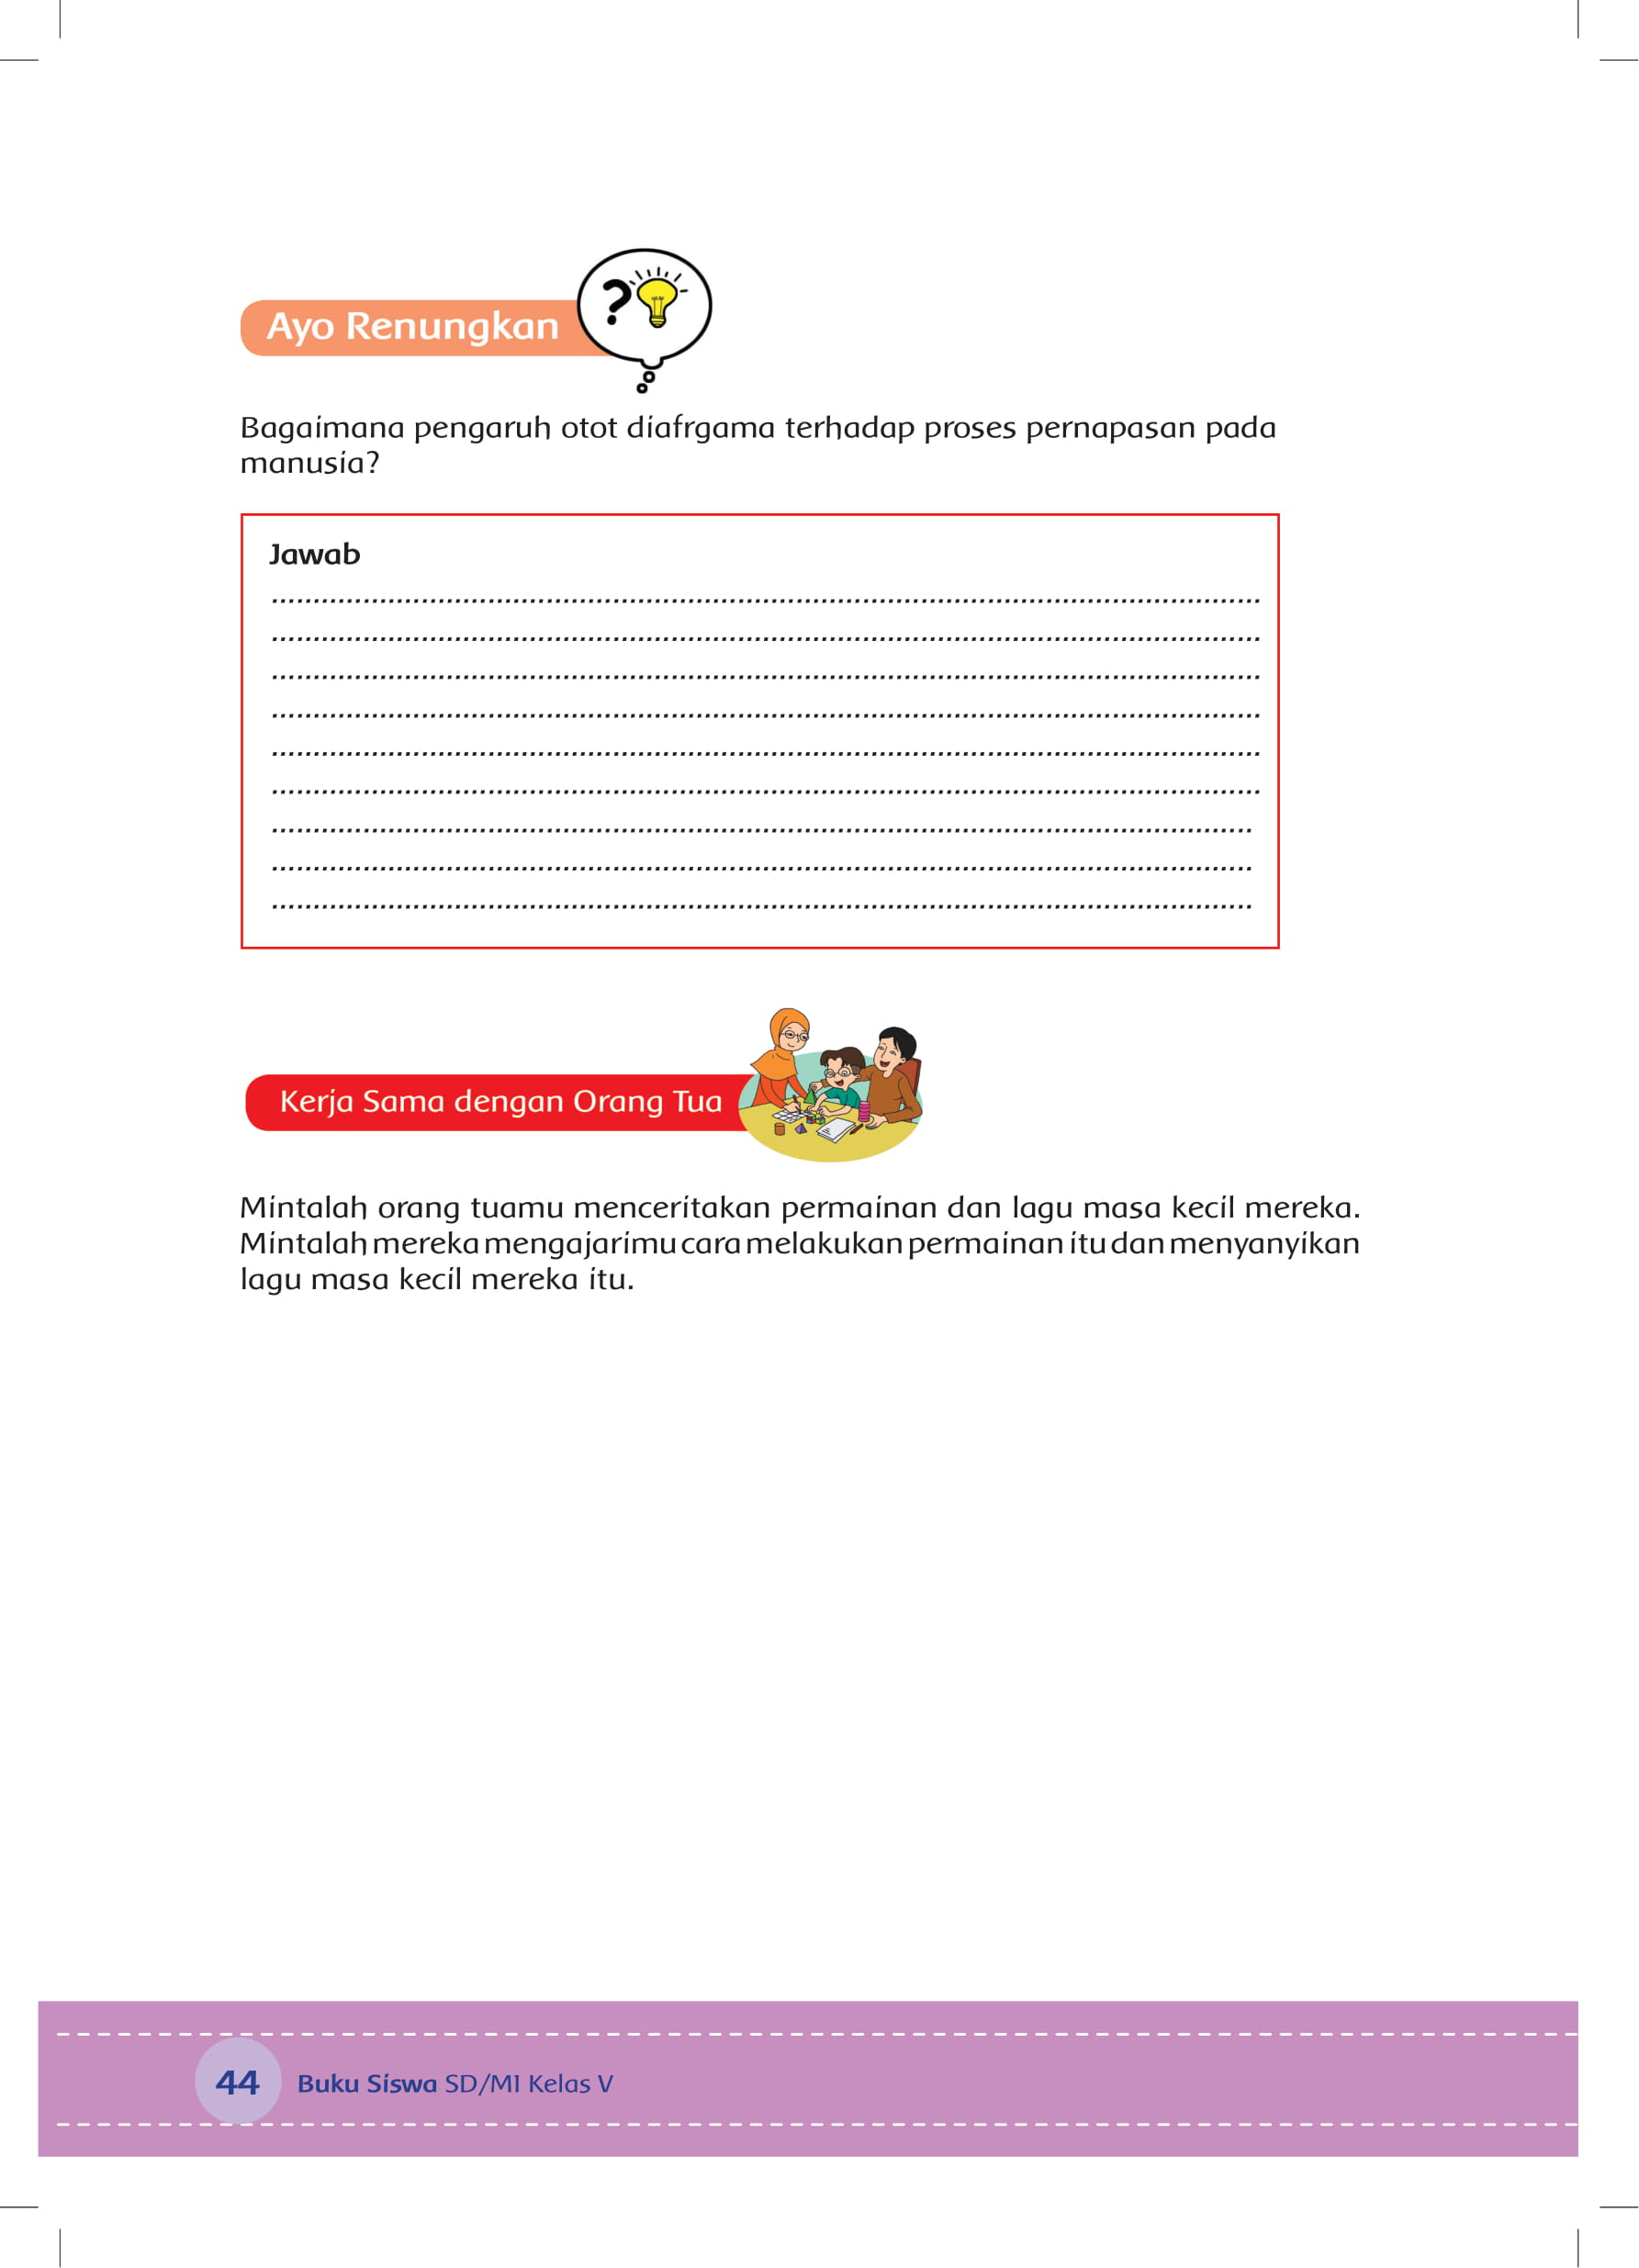 Ayo Renungkan
?
Bagaimana pengaruh otot diafrgama terhadap proses pernapasan pada
manusia?
Jawab
....................................................................................................................
....................................................................................................................
....................................................................................................................
....................................................................................................................
....................................................................................................................
....................................................................................................................
...................................................................................................................
...................................................................................................................
...................................................................................................................
Kerja Sama dengan Orang Tua
Mintalah orang tuamu menceritakan permainan dan lagu masa kecil mereka.
Mintalah mereka mengajarimu cara melakukan permainan itu dan menyanyikan
lagu masa kecil mereka itu.
44 Buku Siswa SD/MI Kelas V